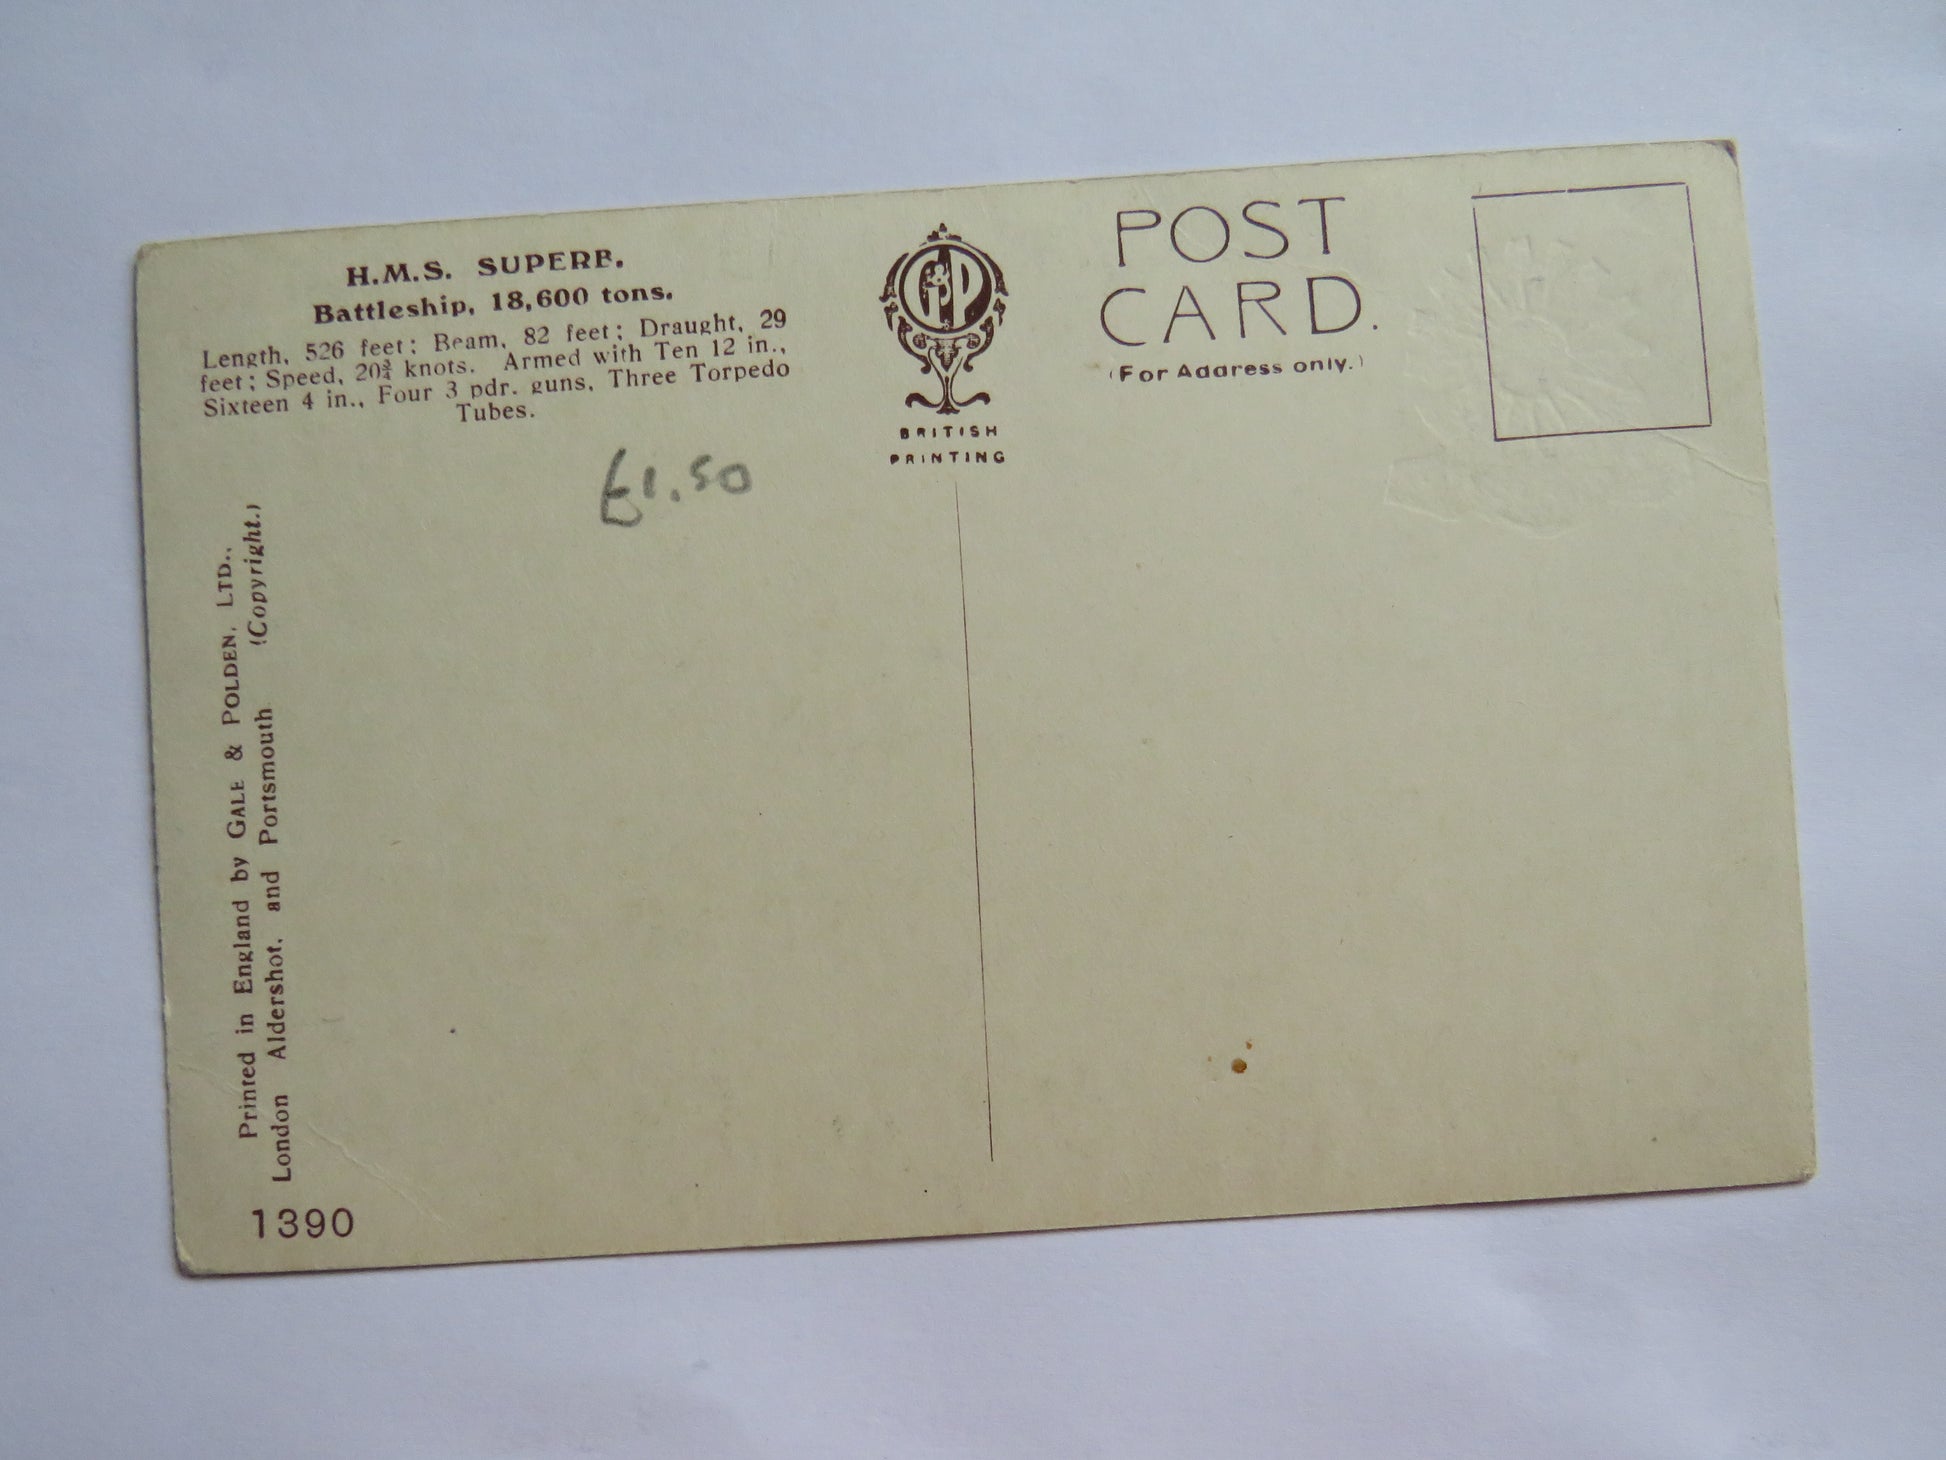 H.M.S. SUPERB.
Battleship, 18,600 tons.
Length, 526 feet; Beam, 82 feet; Draught, 29
feet; Speed, 20¾ knots. Armed with Ten 12 in.,
Sixteen 4 in., Four 3 pdr. guns, Three Torpedo
Tubes.
£1.50
G&P
BRITISH
PRINTING
POST
CARD.
(For Address only.)
Printed in England by GALE & POLDEN, LTD.,
London Aldershot, and Portsmouth (Copyright.)
1390